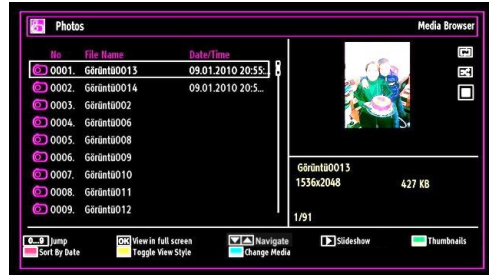 Photos Media Browser
No File Name Date/Time
0001. Görüntü0013 09.01.2010 20:55:..
0002. Görüntü0014 09.01.2010 20:5...
0003. Görüntü002
0004. Görüntü006
0005. Görüntü008
0006. Görüntü009
0007. Görüntü010
0008. Görüntü011
0009. Görüntü012
Görüntü0013
1536x2048 427 KB
1/91
0...9 Jump OK View in full screen Navigate Slideshow Thumbnails
Sort By Date Toggle View Style Change Media